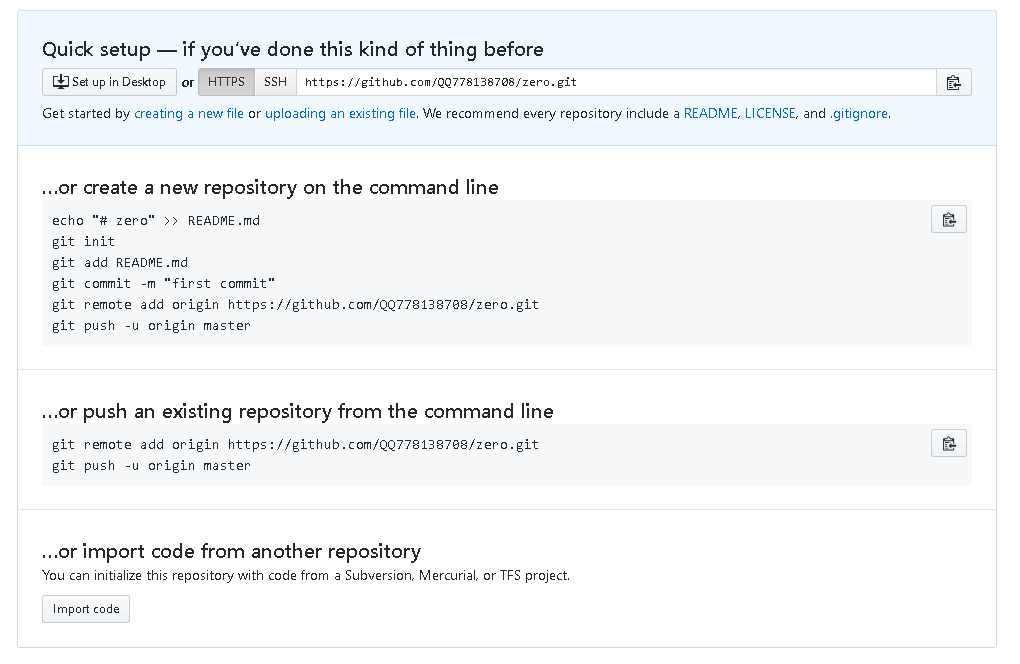 Quick setup — if you've done this kind of thing before
Set up in Desktop or HTTPS SSH https://github.com/QQ778138708/zero.git
Get started by creating a new file or uploading an existing file. We recommend every repository include a README, LICENSE, and .gitignore.
...or create a new repository on the command line
echo "# zero" >> README.md
git init
git add README.md
git commit -m "first commit"
git remote add origin https://github.com/QQ778138708/zero.git
git push -u origin master
...or push an existing repository from the command line
git remote add origin https://github.com/QQ778138708/zero.git
git push -u origin master
...or import code from another repository
You can initialize this repository with code from a Subversion, Mercurial, or TFS project.
Import code